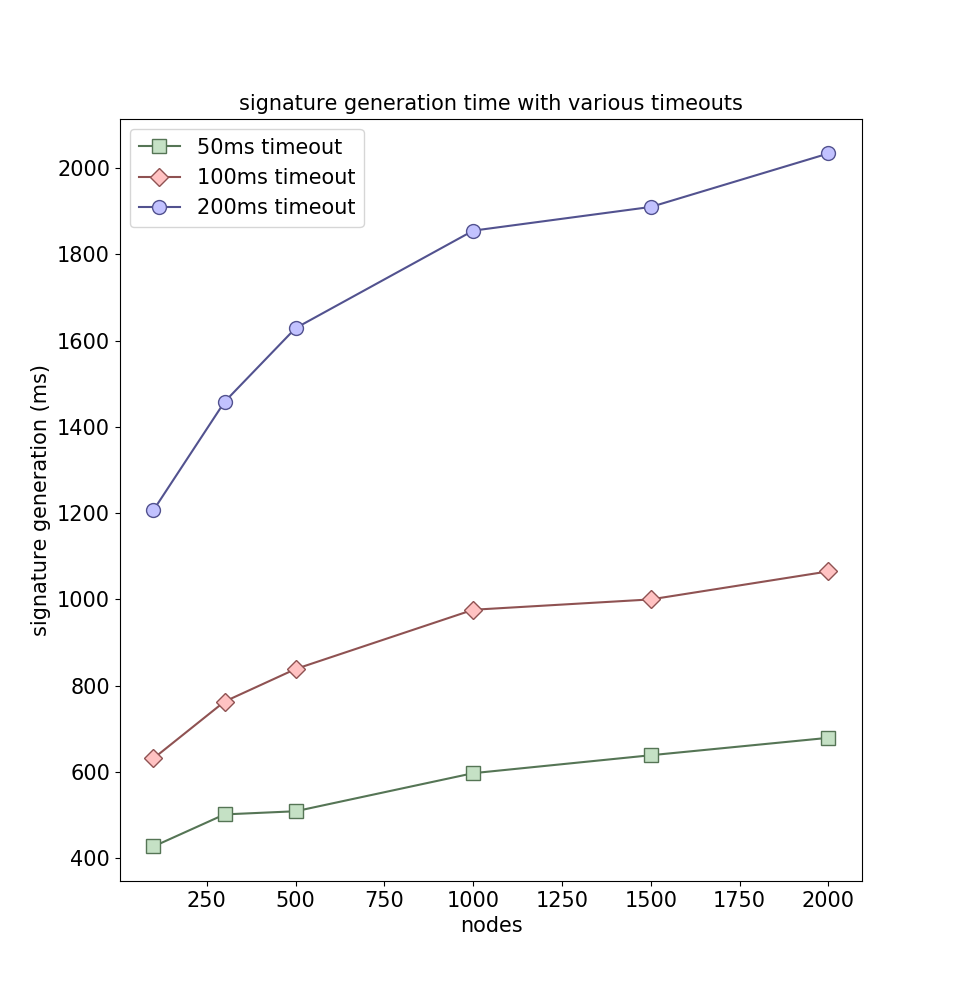 signature generation time with various timeouts
50ms timeout
100ms timeout
200ms timeout
signature generation (ms)
2000
1800
1600
1400
1200
1000
800
600
400
250 500 750 1000 1250 1500 1750 2000
nodes